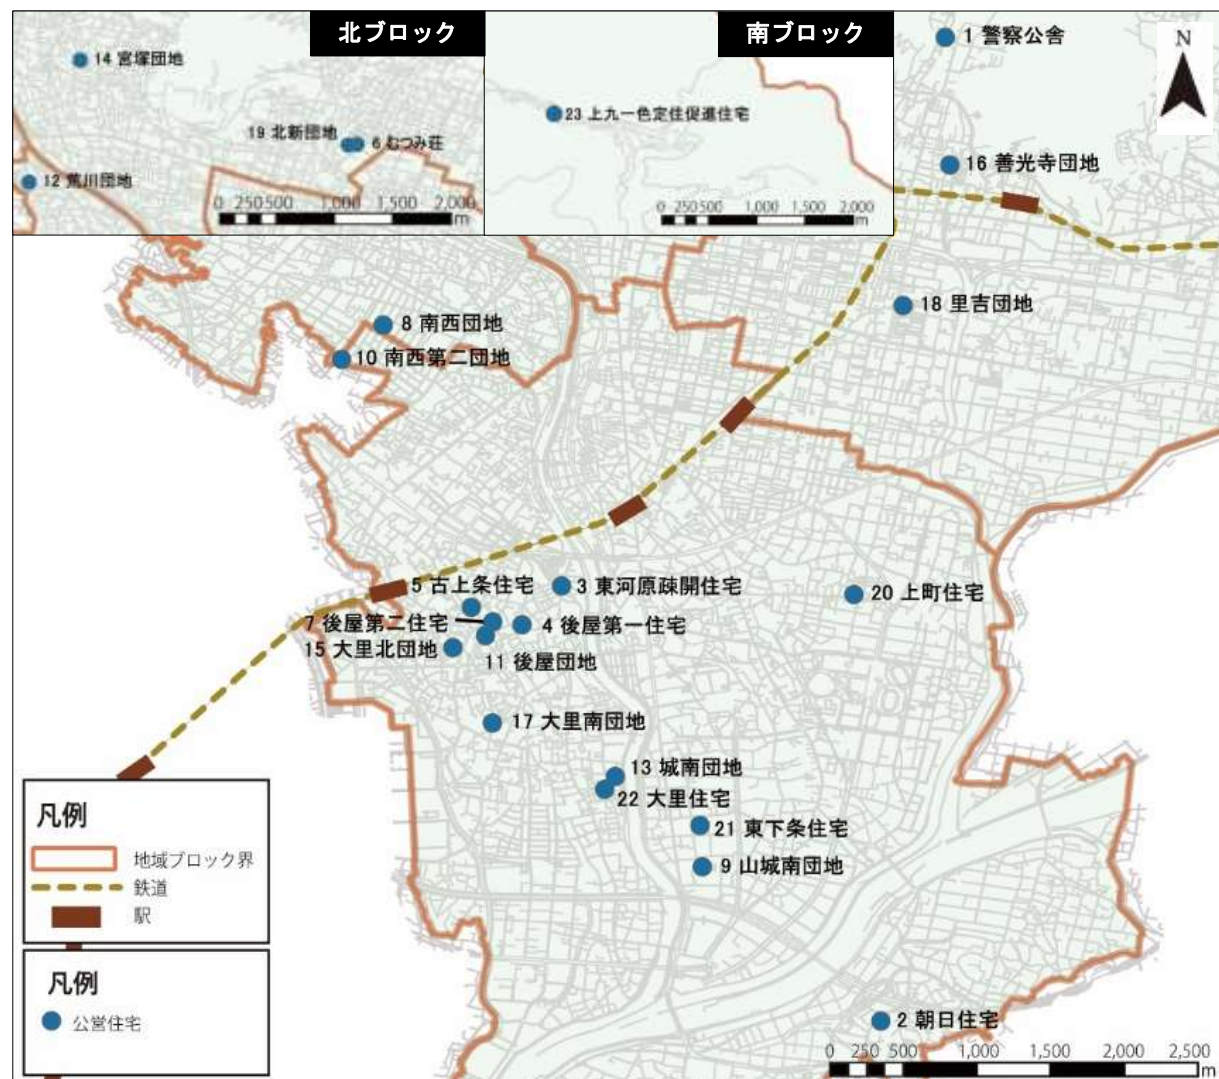 北ブロック
14 宮塚団地
19 北新団地
6 むつみ荘
12 荒川団地
0 250 500 1,000 1,500 2,000
m
南ブロック
23 上九一色定住促進住宅
0 250 500 1,000 1,500 2,000
m
1 警察公舎
N
16 善光寺団地
18 里吉団地
8 南西団地
10 南西第二団地
5 古上条住宅
3 東河原疎開住宅
20 上町住宅
7 後屋第二住宅
4 後屋第一住宅
15 大里北団地
11 後屋団地
17 大里南団地
13 城南団地
22 大里住宅
21 東下条住宅
9 山城南団地
2 朝日住宅
凡例
地域ブロック界
鉄道
駅
凡例
公営住宅
0 250 500 1,000 1,500 2,000 2,500
m